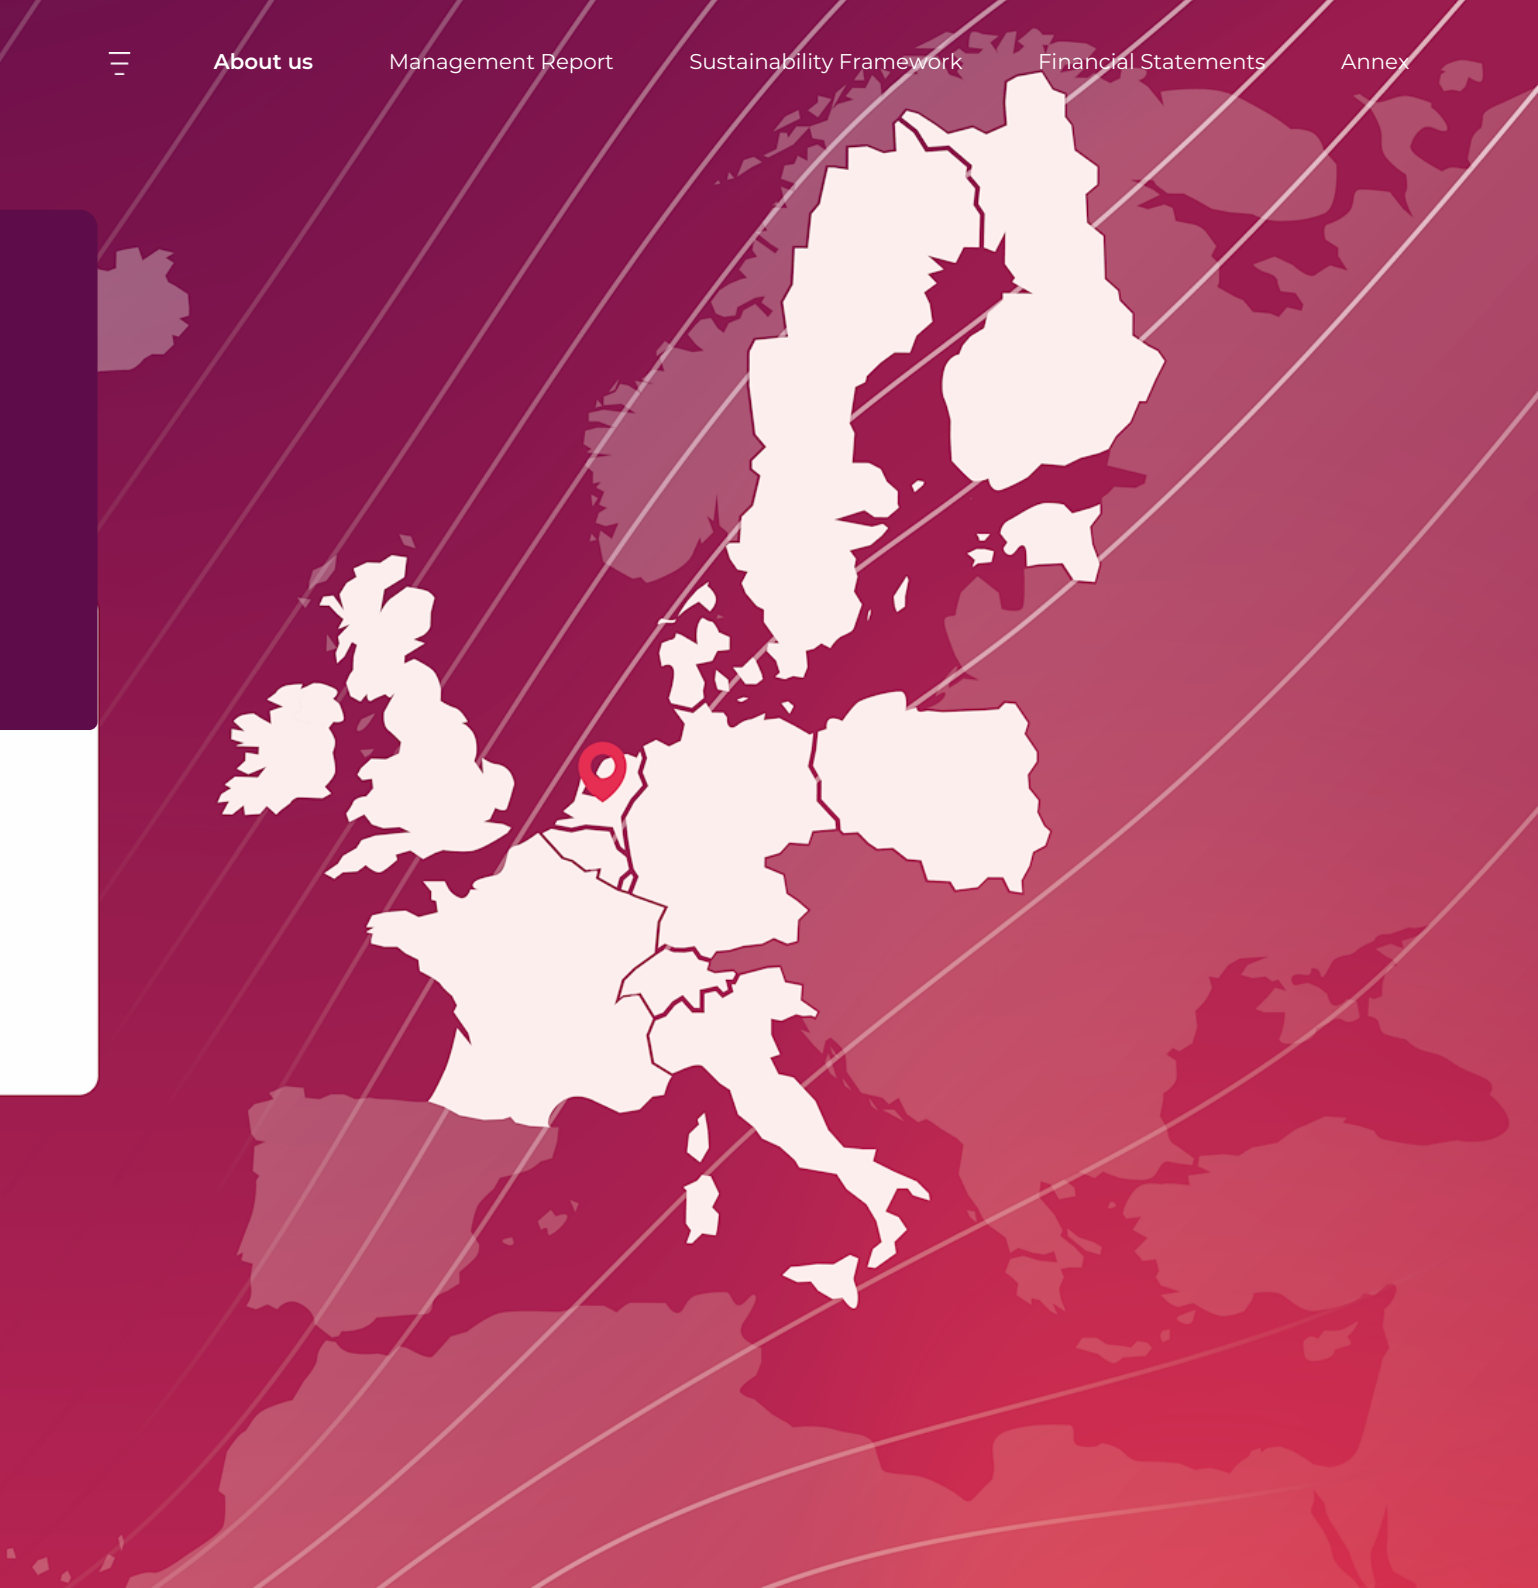 About us
Management Report
Sustainability Framework
Financial Statements
Annex